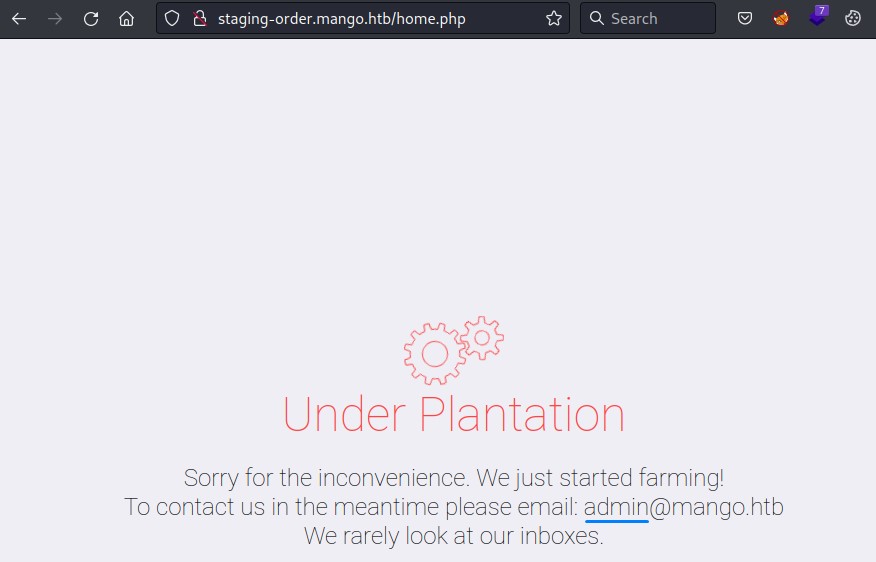 staging-order.mango.htb/home.php
Search
7
Under Plantation
Sorry for the inconvenience. We just started farming!
To contact us in the meantime please email: admin@mango.htb
We rarely look at our inboxes.